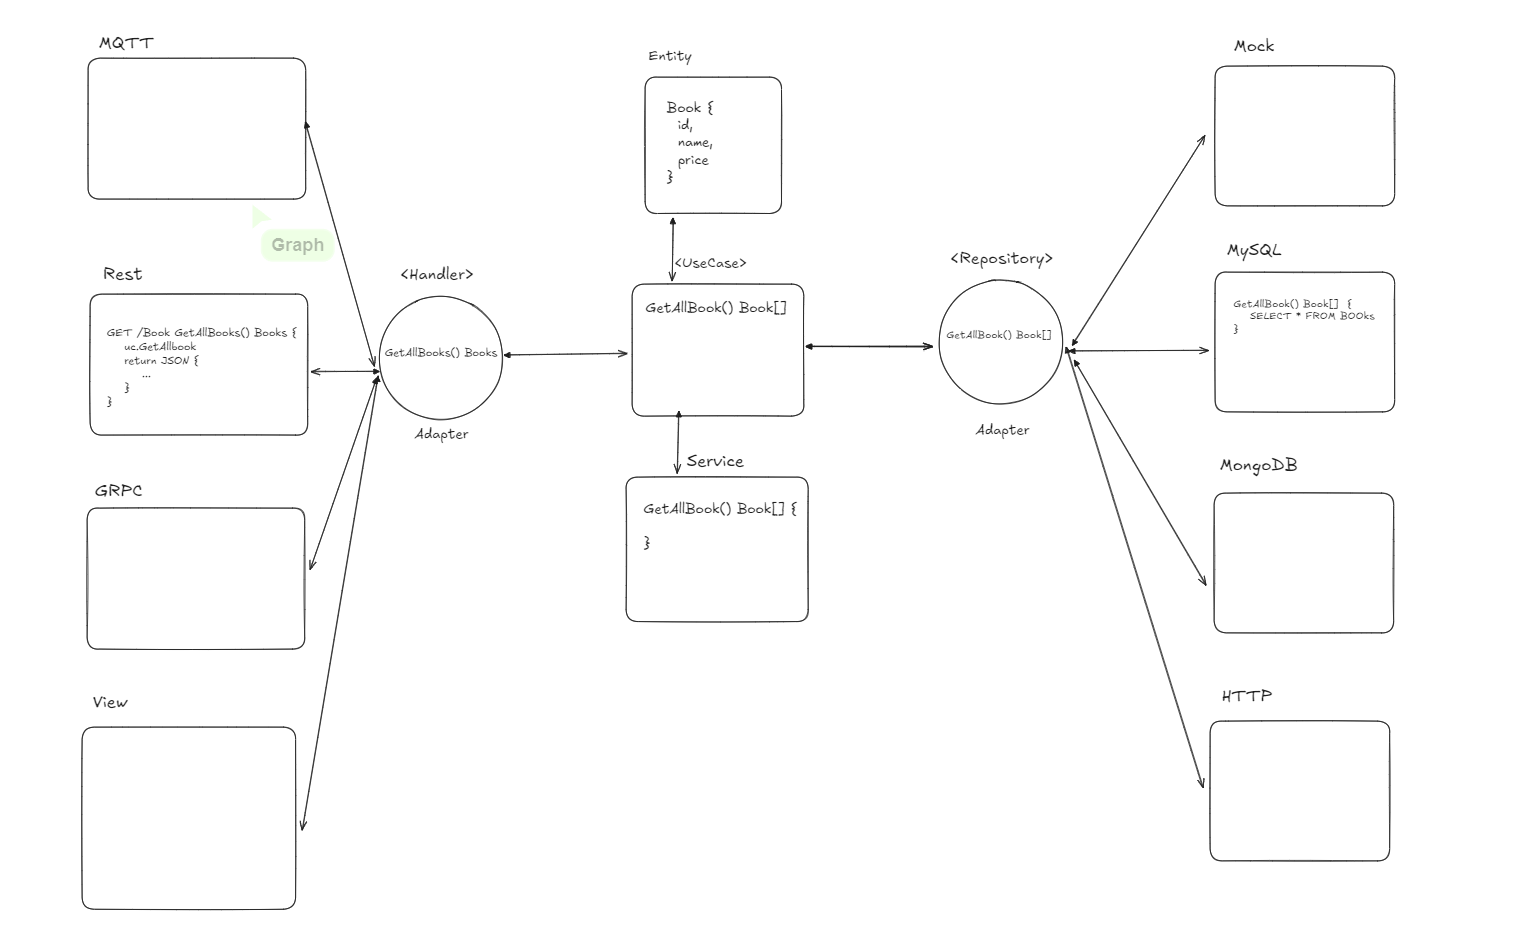 MQTT
Graph
Rest
GET /Book GetAllBooks() Books {
uc.GetAllbook
return JSON {
...
}
}
GRPC
View
<Handler>
GetAllBooks() Books
Adapter
Entity
Book {
id,
name,
price
}
<UseCase>
GetAllBook() Book[]
Service
GetAllBook() Book[] {
}
<Repository>
GetAllBook() Book[]
Adapter
Mock
MySQL
GetAllBook() Book[] {
SELECT * FROM BOOks
}
MongoDB
HTTP